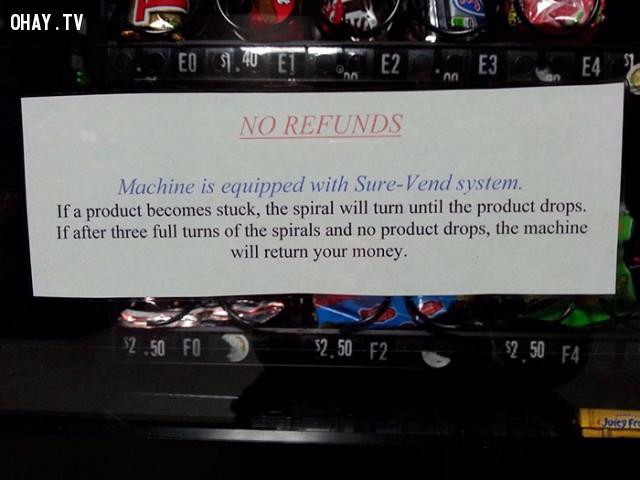 OHAY.TV
E0 $1.40 E1 E2 E3 E4 $1
NO REFUNDS
Machine is equipped with Sure-Vend system.
If a product becomes stuck, the spiral will turn until the product drops.
If after three full turns of the spirals and no product drops, the machine
will return your money.
$2.50 F0 $2.50 F2 $2.50 F4
Juicy